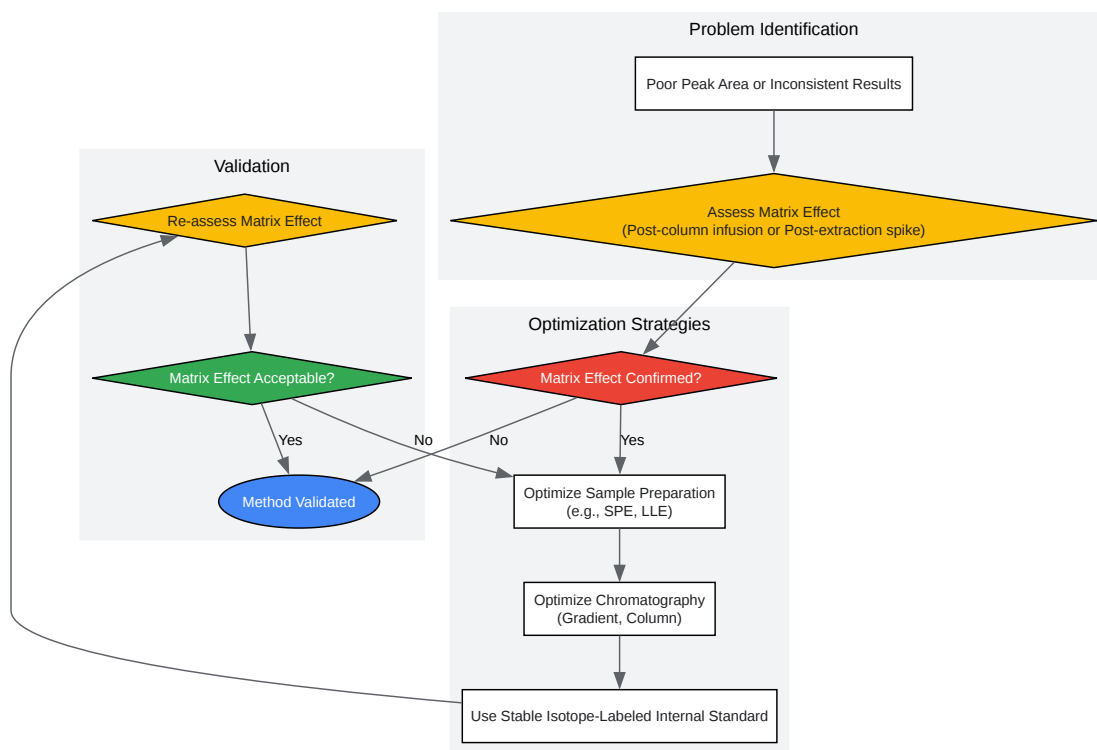 Problem Identification
Poor Peak Area or Inconsistent Results
Assess Matrix Effect
(Post-column infusion or Post-extraction spike)
Validation
Re-assess Matrix Effect
Matrix Effect Acceptable?
Yes
No
Method Validated
Optimization Strategies
Matrix Effect Confirmed?
No
Yes
Optimize Sample Preparation
(e.g., SPE, LLE)
Optimize Chromatography
(Gradient, Column)
Use Stable Isotope-Labeled Internal Standard